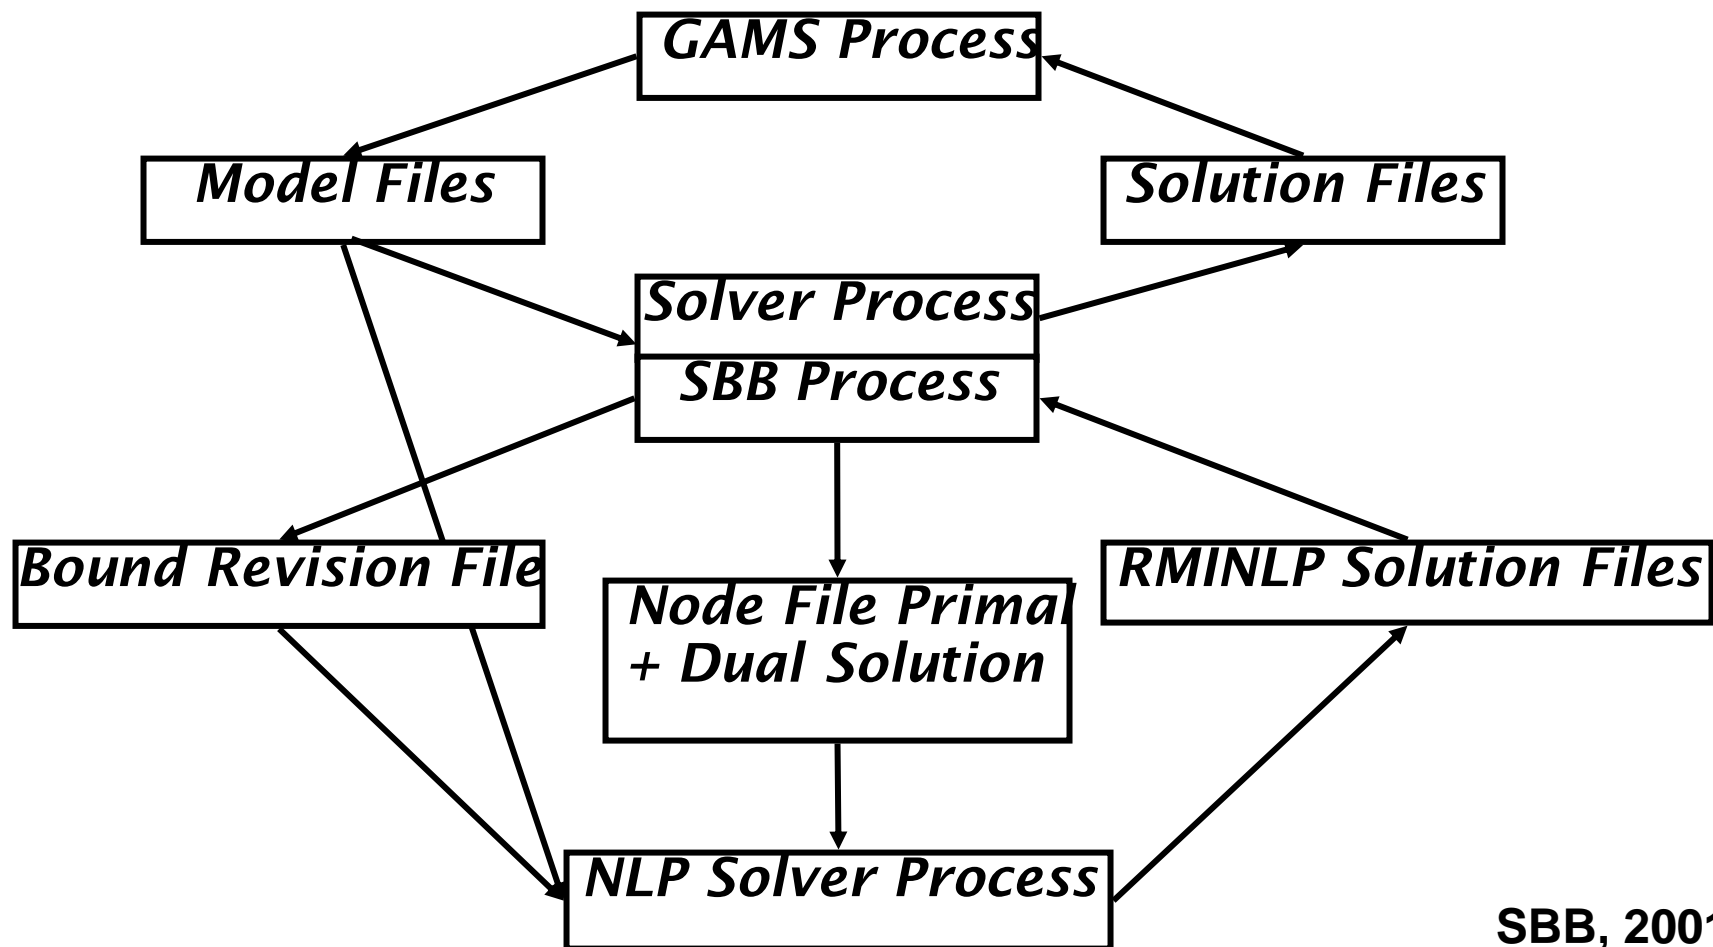 GAMS Process
Model Files
Solution Files
Solver Process
SBB Process
Bound Revision File
Node File Primal
+ Dual Solution
RMINLP Solution Files
NLP Solver Process
SBB, 2001